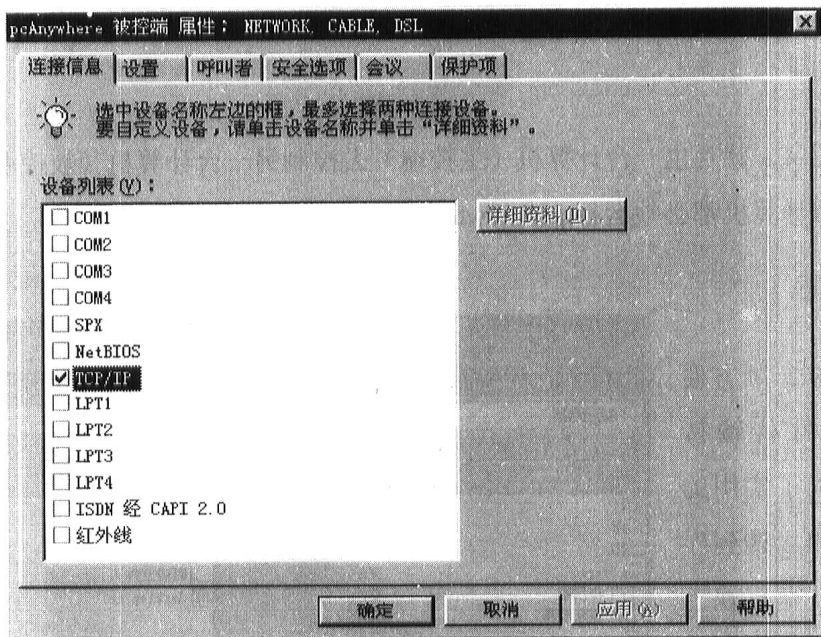 pcAnywhere 被控端 属性： NETWORK, CABLE, DSL
连接信息 设置 呼叫者 安全选项 会议 保护项
选中设备名称左边的框，最多选择两种连接设备。
要自定义设备，请单击设备名称并单击“详细资料”。
设备列表(V)：
详细资料(D)...
COM1
COM2
COM3
COM4
SPX
NetBIOS
TCP/IP
LPT1
LPT2
LPT3
LPT4
ISDN 经 CAPI 2.0
红外线
确定 取消 应用(A) 帮助